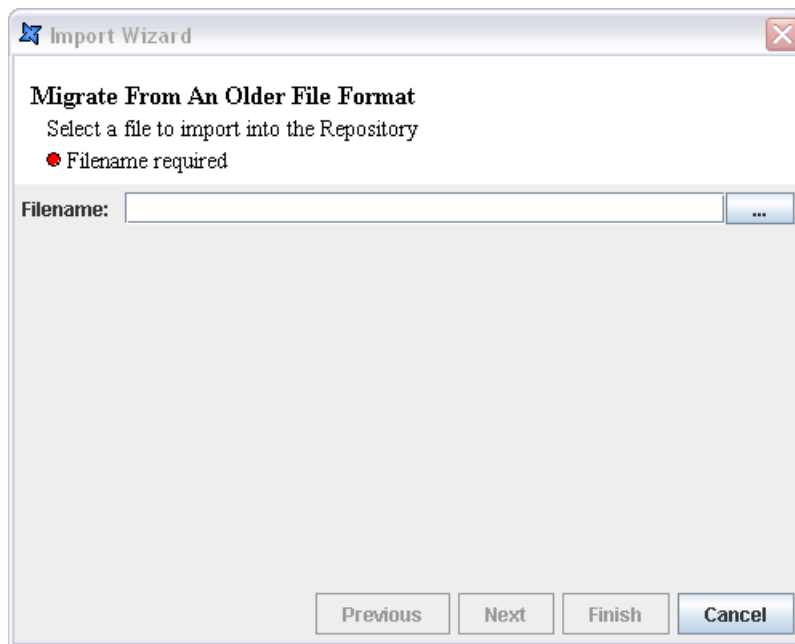 Import Wizard
Migrate From An Older File Format
Select a file to import into the Repository
Filename required
Filename: ...
Previous Next Finish Cancel